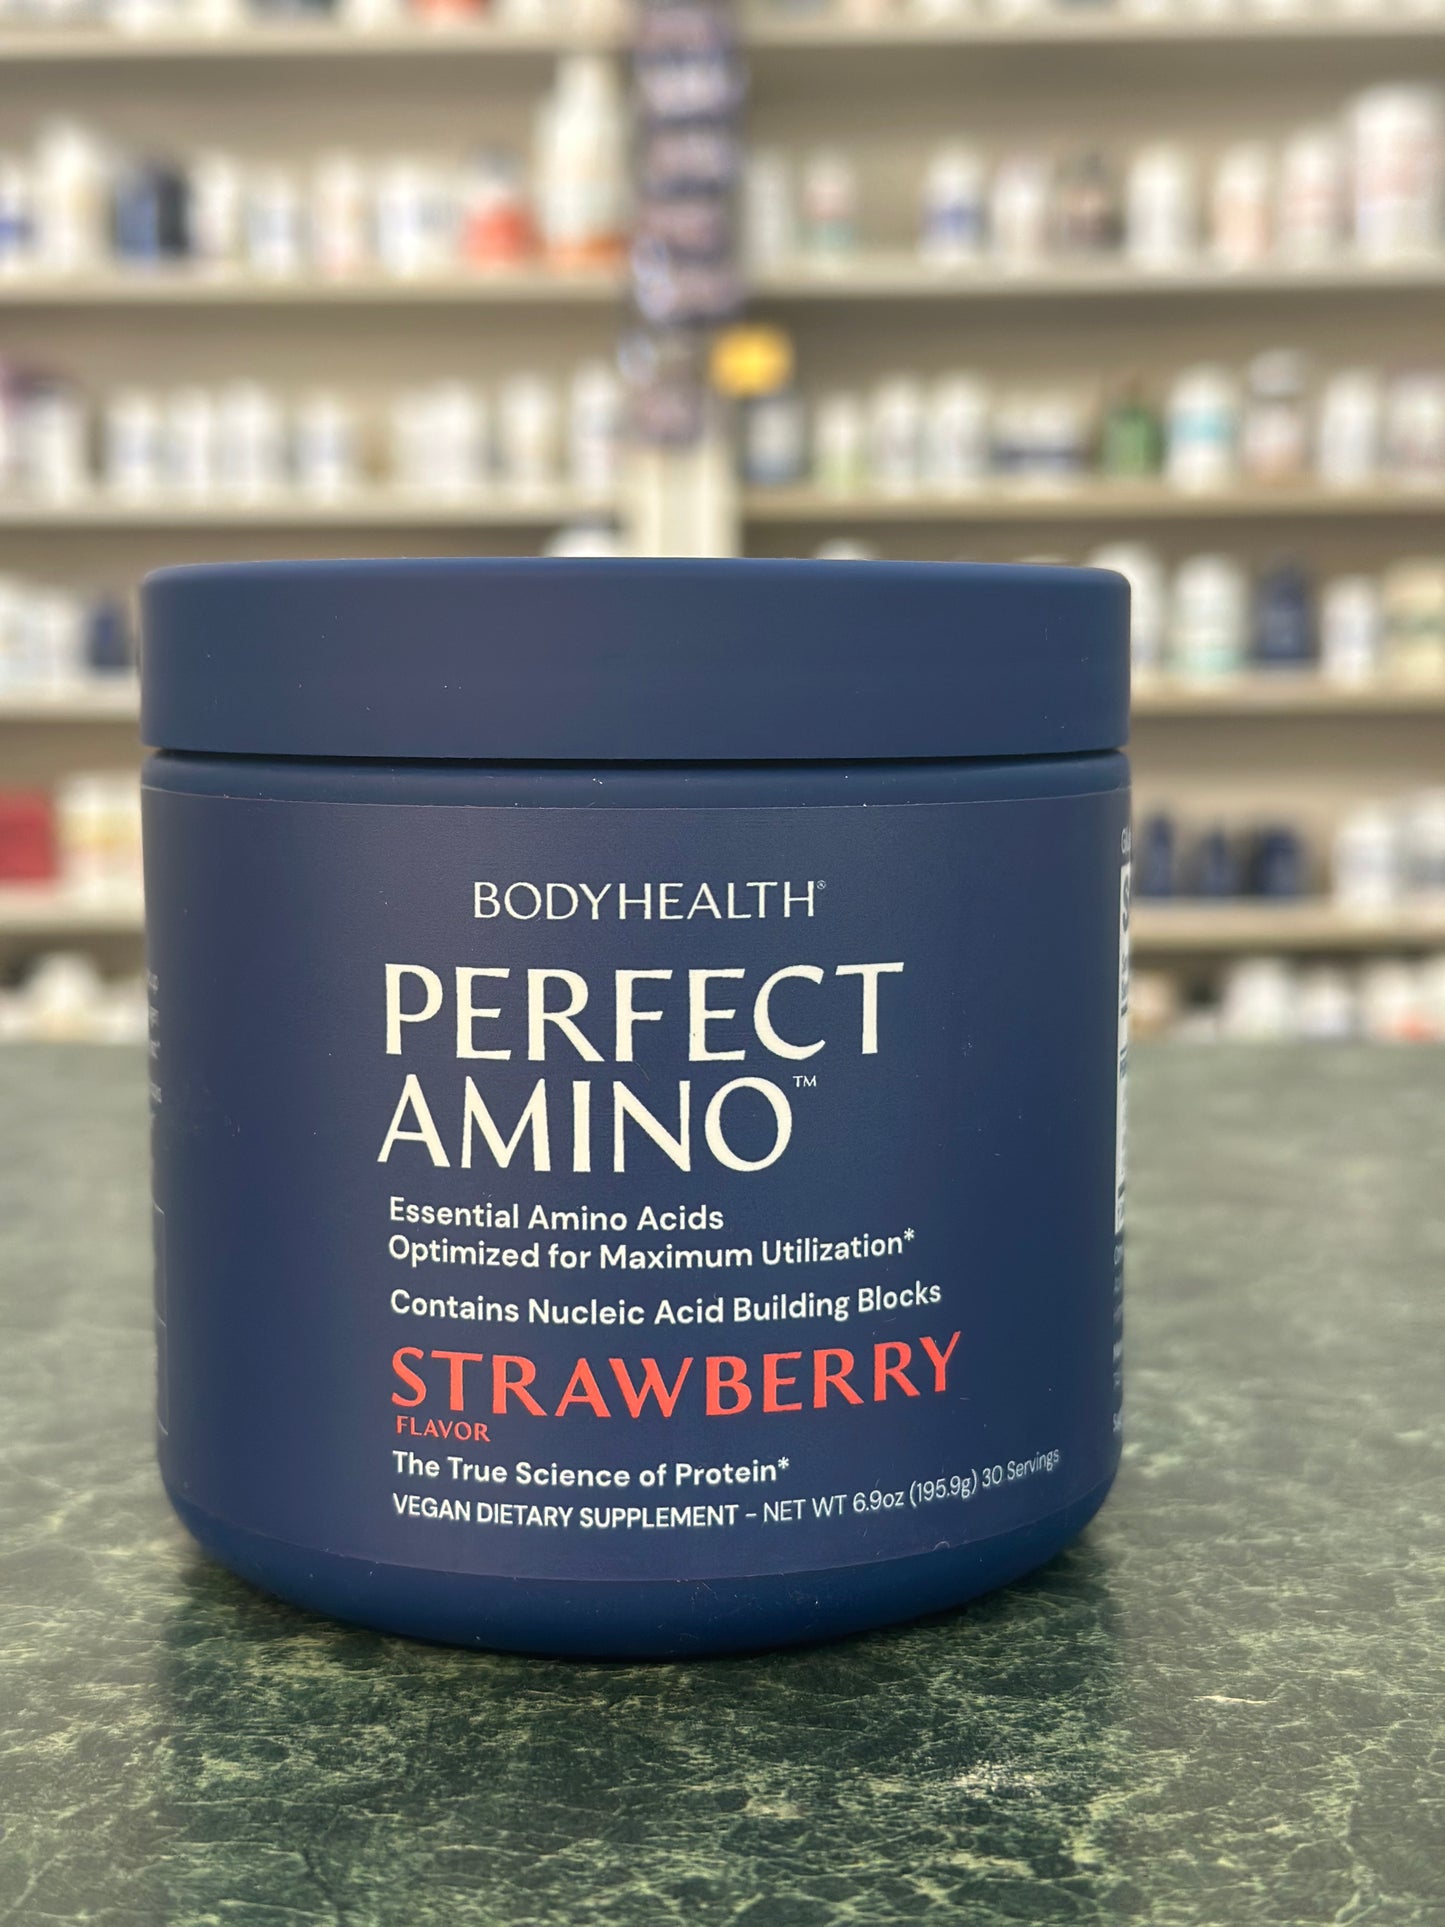 BODYHEALTH®
PERFECT
AMINO™
Essential Amino Acids
Optimized for Maximum Utilization*
Contains Nucleic Acid Building Blocks
STRAWBERRY
FLAVOR
The True Science of Protein*
VEGAN DIETARY SUPPLEMENT – NET WT 6.9oz (195.9g) 30 Servings